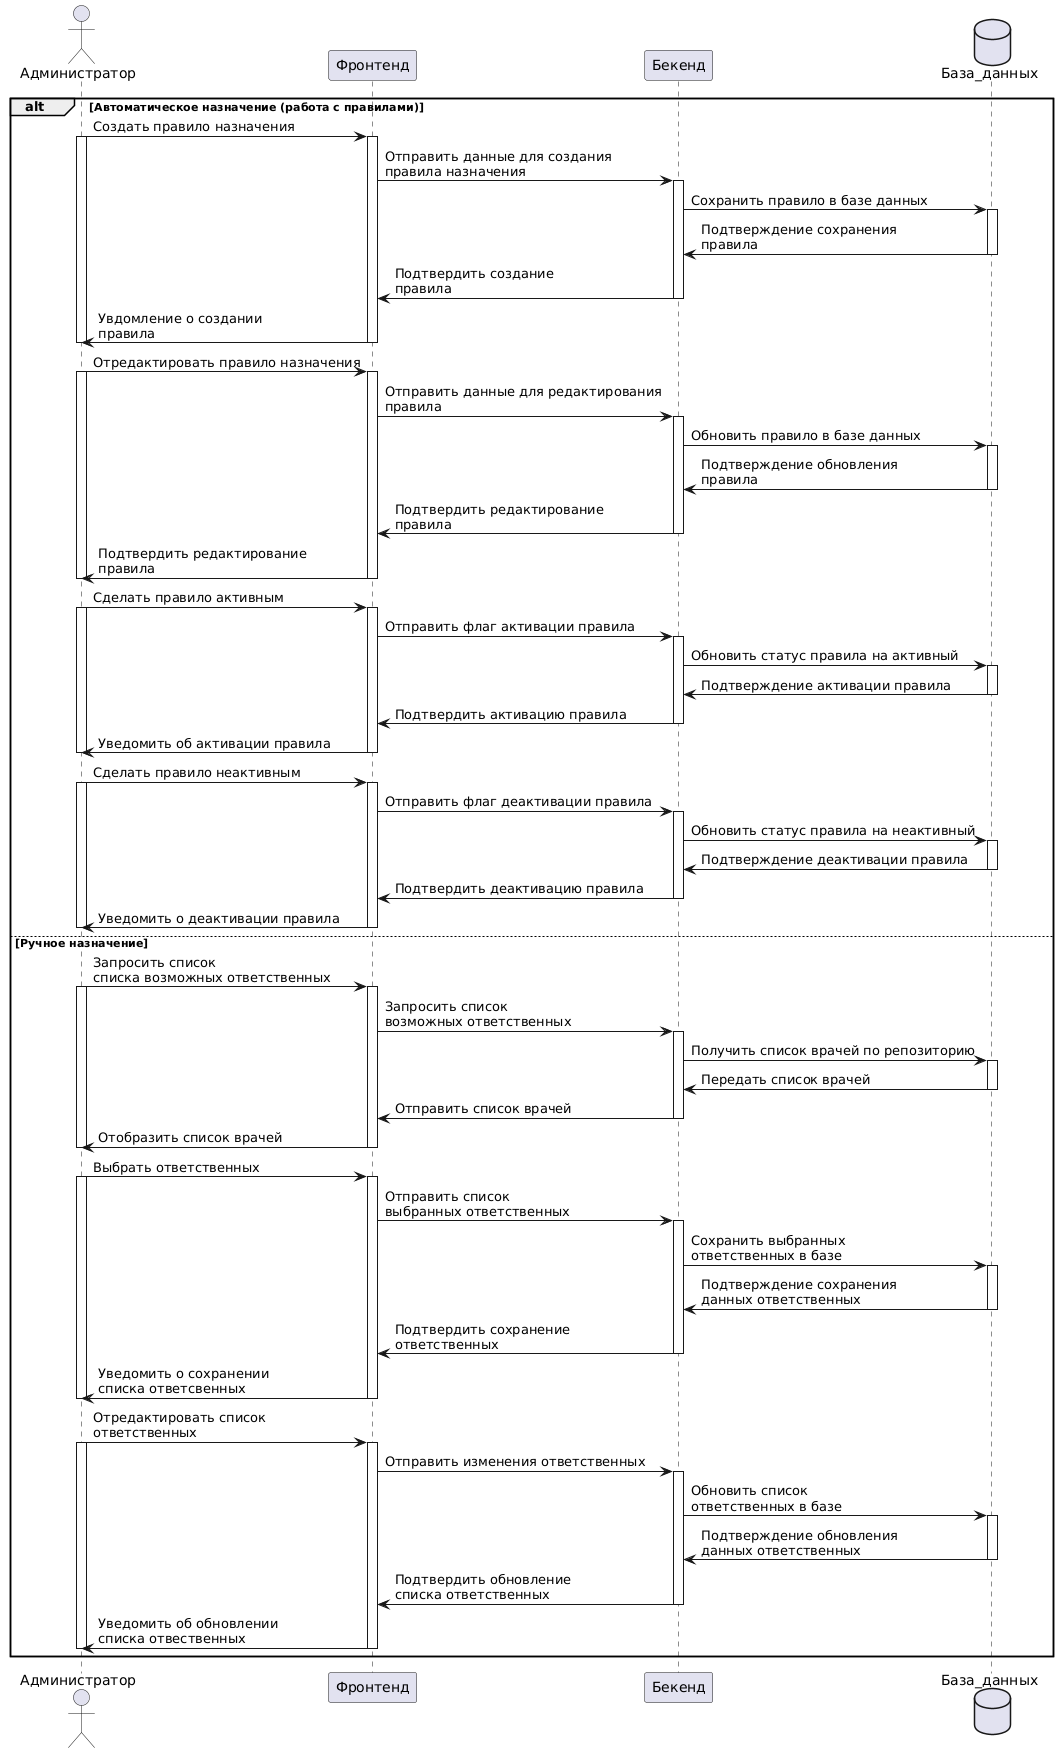 Администратор
Фронтенд
Бекенд
База_данных
alt
[Автоматическое назначение (работа с правилами)]
Создать правило назначения
Отправить данные для создания
правила назначения
Сохранить правило в базе данных
Подтверждение сохранения
правила
Подтвердить создание
правила
Увдомление о создании
правила
Отредактировать правило назначения
Отправить данные для редактирования
правила
Обновить правило в базе данных
Подтверждение обновления
правила
Подтвердить редактирование
правила
Подтвердить редактирование
правила
Сделать правило активным
Отправить флаг активации правила
Обновить статус правила на активный
Подтверждение активации правила
Подтвердить активацию правила
Уведомить об активации правила
Сделать правило неактивным
Отправить флаг деактивации правила
Обновить статус правила на неактивный
Подтверждение деактивации правила
Подтвердить деактивацию правила
Уведомить о деактивации правила
[Ручное назначение]
Запросить список
списка возможных ответственных
Запросить список
возможных ответственных
Получить список врачей по репозиторию
Передать список врачей
Отправить список врачей
Отобразить список врачей
Выбрать ответственных
Отправить список
выбранных ответственных
Сохранить выбранных
ответственных в базе
Подтверждение сохранения
данных ответственных
Подтвердить сохранение
ответственных
Уведомить о сохранении
списка ответсвенных
Отредактировать список
ответственных
Отправить изменения ответственных
Обновить список
ответственных в базе
Подтверждение обновления
данных ответственных
Подтвердить обновление
списка ответственных
Уведомить об обновлении
списка отвественных
Администратор
Фронтенд
Бекенд
База_данных